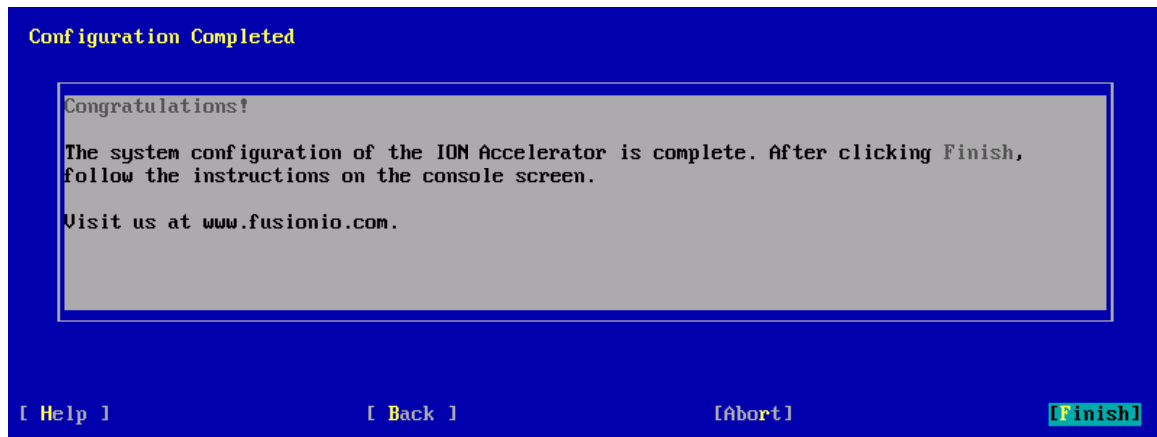 Configuration Completed
Congratulations!
The system configuration of the ION Accelerator is complete. After clicking Finish,
follow the instructions on the console screen.
Visit us at www.fusionio.com.
[ Help ] [ Back ] [Abort] [Finish]